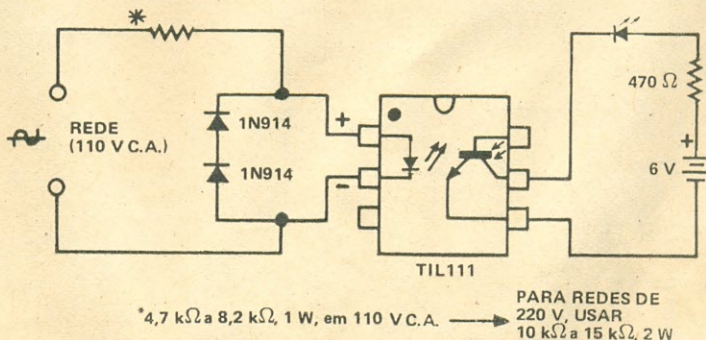 *
REDE
(110 V C.A.)
1N914
1N914
+
-
TIL111
470 Ω
+
6 V
*4,7 kΩ a 8,2 kΩ, 1 W, em 110 V C.A.
PARA REDES DE
220 V, USAR
10 kΩ a 15 kΩ, 2 W